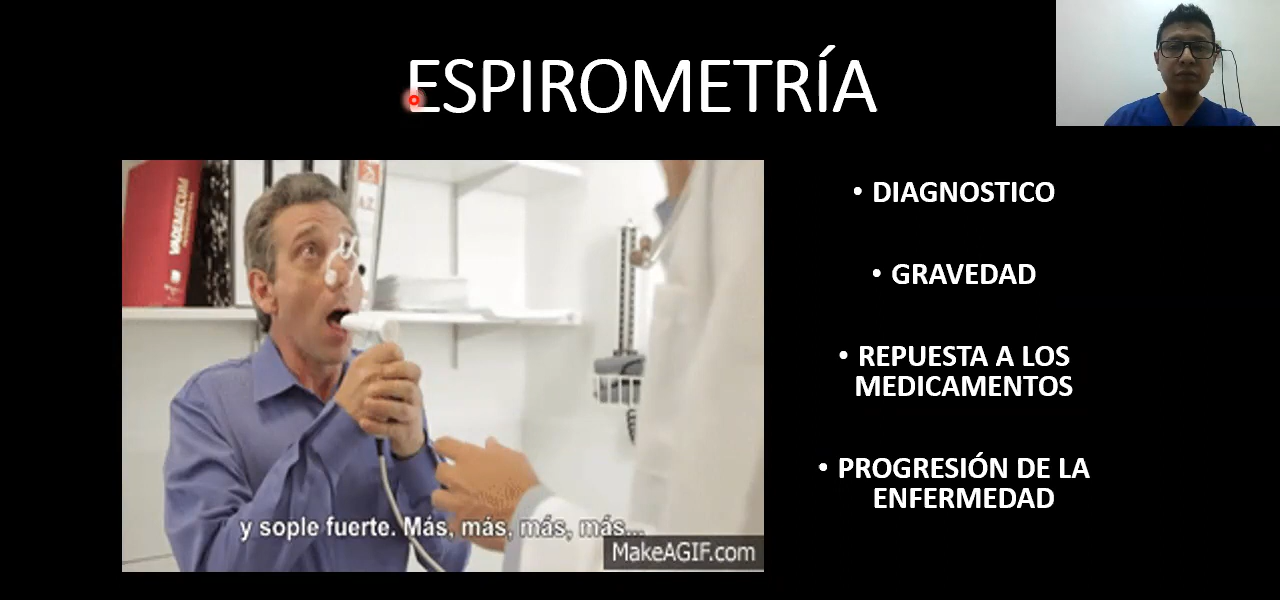 ESPIROMETRÍA
• DIAGNOSTICO
• GRAVEDAD
• REPUESTA A LOS
MEDICAMENTOS
• PROGRESIÓN DE LA
ENFERMEDAD
VADEMECUM
AZ
y sople fuerte. Más, más, más, más...
MakeAGIF.com